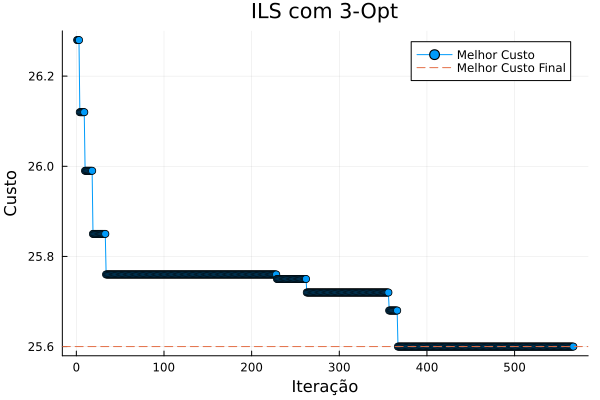 ILS com 3-Opt
Melhor Custo
Melhor Custo Final
26.2
26.0
25.8
25.6
Custo
0
100
200
300
400
500
Iteração